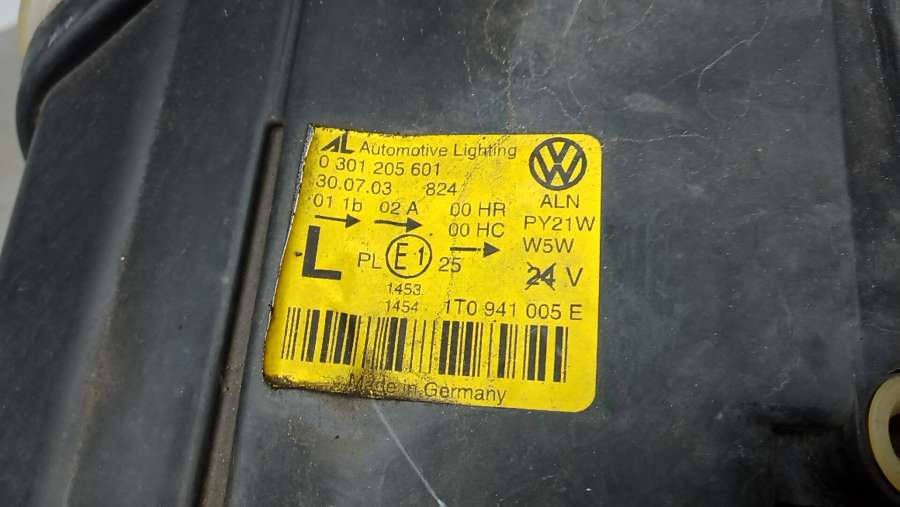 AL Automotive Lighting
0 301 205 601
30.07.03 824
01 1b 02 A 00 HR
00 HC
ALN
PY21W
W5W
24 V
L PL E1 25
1453
1454
1T0 941 005 E
Made in Germany